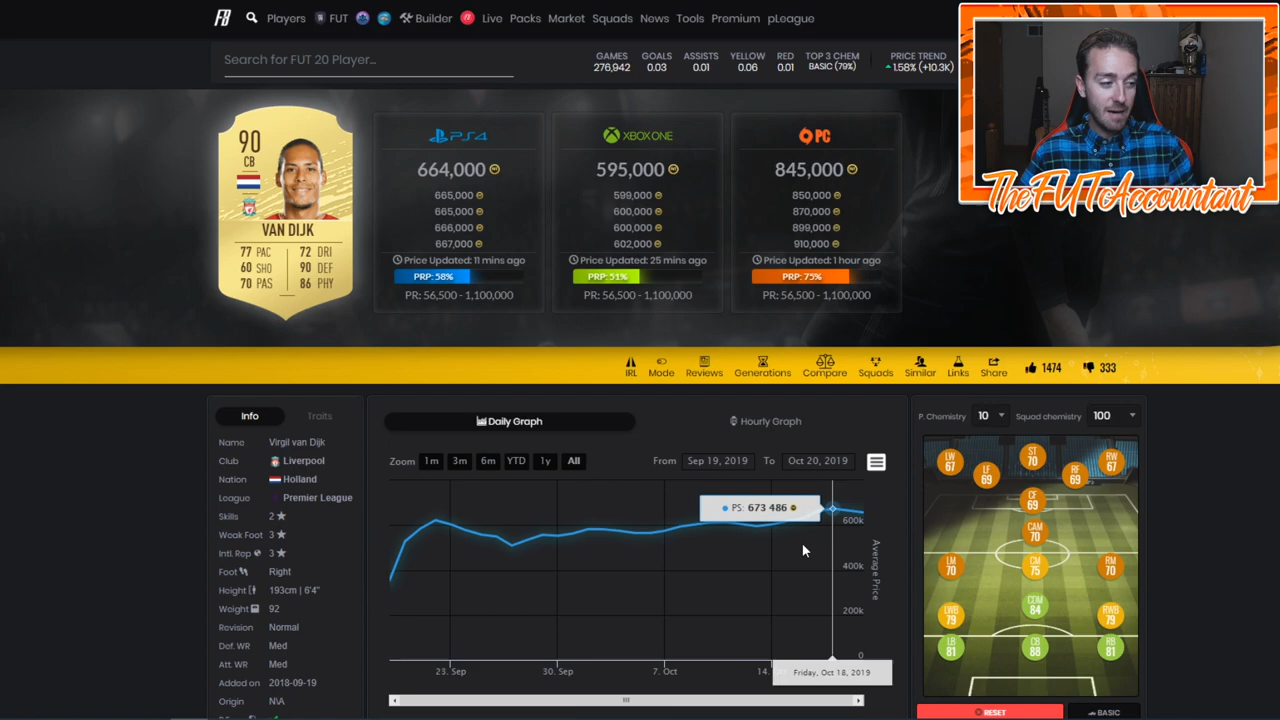 FB Players FUT Builder Live Packs Market Squads News Tools Premium pLeague
Search for FUT 20 Player...
GAMES GOALS ASSISTS YELLOW RED TOP 3 CHEM PRICE TREND
276,942 0.03 0.01 0.06 0.01 BASIC (79%) 1.58% (+10.3K)
TheFUTAccountant
90
CB
VAN DIJK
77 PAC 72 DRI
60 SHO 90 DEF
70 PAS 86 PHY
PS4
664,000
665,000
665,000
666,000
667,000
Price Updated: 11 mins ago
PRP: 58%
PR: 56,500 - 1,100,000
XBOX ONE
595,000
599,000
600,000
600,000
602,000
Price Updated: 25 mins ago
PRP: 51%
PR: 56,500 - 1,100,000
PC
845,000
850,000
870,000
899,000
910,000
Price Updated: 1 hour ago
PRP: 75%
PR: 56,500 - 1,100,000
IRL Mode Reviews Generations Compare Squads Similar Links Share 1474 333
Info Traits
Name Virgil van Dijk
Club Liverpool
Nation Holland
League Premier League
Skills 2
Weak Foot 3
Intl. Rep 3
Foot Right
Height 193cm | 6'4"
Weight 92
Revision Normal
Def. WR Med
Att. WR Med
Added on 2018-09-19
Origin N\A
Daily Graph Hourly Graph
Zoom 1m 3m 6m YTD 1y All From Sep 19, 2019 To Oct 20, 2019
PS: 673 486
600k
400k
200k
0
Average Price
23. Sep 30. Sep 7. Oct 14.
Friday, Oct 18, 2019
P. Chemistry 10 Squad chemistry 100
LW 67
LF 69
ST 70
RF 69
RW 67
CF 69
CAM 70
LM 70
CM 75
RM 70
CDM 84
LWB 79
RWB 79
LB 81
CB 88
RB 81
RESET BASIC